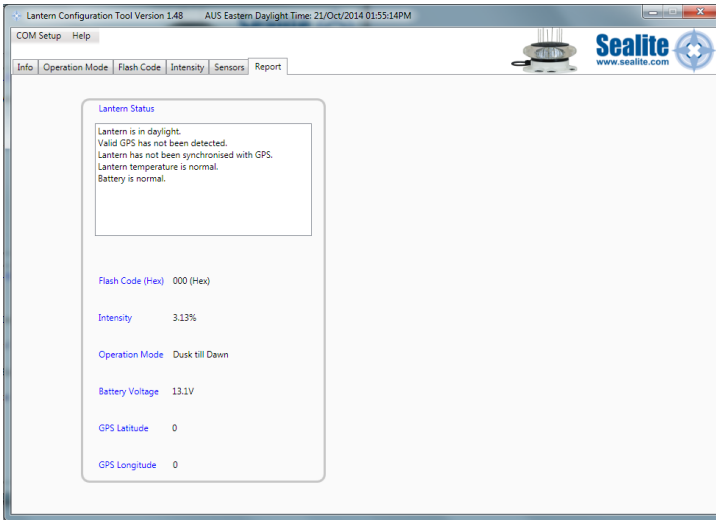 Lantern Configuration Tool Version 1.48 AUS Eastern Daylight Time: 21/Oct/2014 01:55:14PM
COM Setup Help
Sealite
www.sealite.com
Info Operation Mode Flash Code Intensity Sensors Report
Lantern Status
Lantern is in daylight.
Valid GPS has not been detected.
Lantern has not been synchronised with GPS.
Lantern temperature is normal.
Battery is normal.
Flash Code (Hex) 000 (Hex)
Intensity 3.13%
Operation Mode Dusk till Dawn
Battery Voltage 13.1V
GPS Latitude 0
GPS Longitude 0